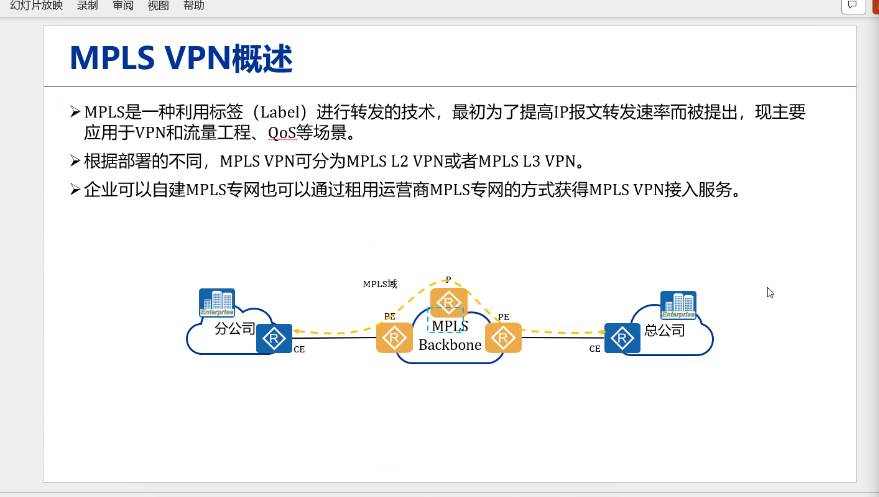 幻灯片放映 录制 审阅 视图 帮助
MPLS VPN概述
➢MPLS是一种利用标签（Label）进行转发的技术，最初为了提高IP报文转发速率而被提出，现主要
应用于VPN和流量工程、QoS等场景。
➢根据部署的不同，MPLS VPN可分为MPLS L2 VPN或者MPLS L3 VPN。
➢企业可以自建MPLS专网也可以通过租用运营商MPLS专网的方式获得MPLS VPN接入服务。
MPLS域
P
R
Enterprise
分公司
R
CE
PE
R
MPLS
Backbone
PE
R
CE
R
Enterprise
总公司